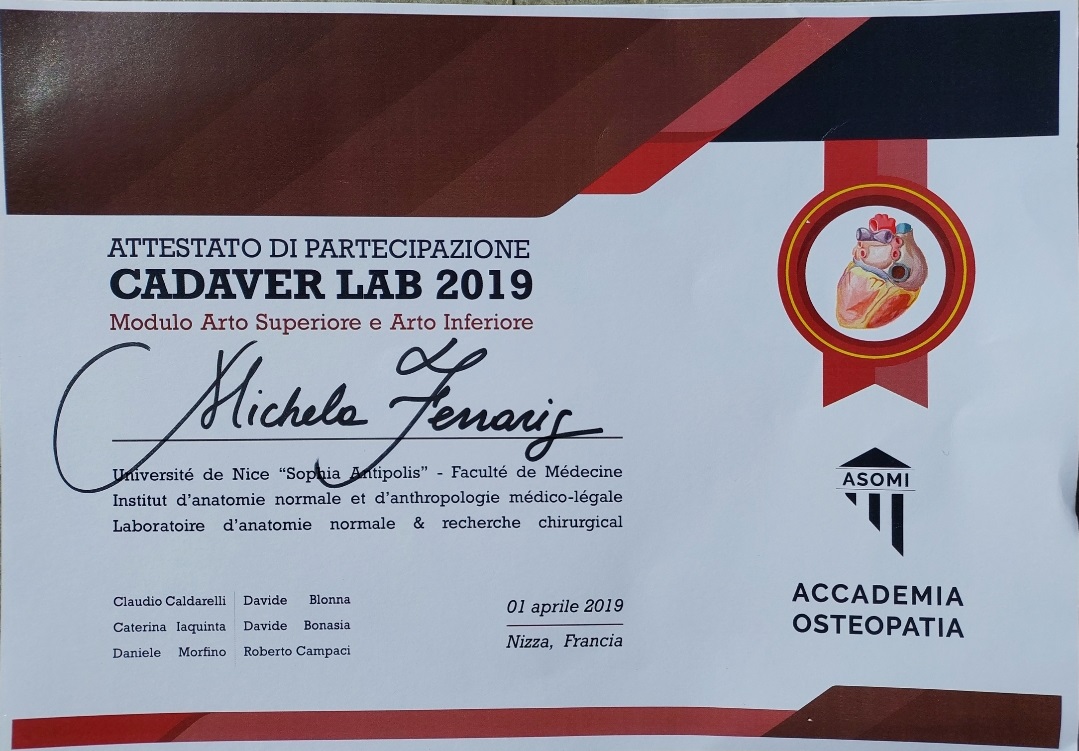 ATTESTATO DI PARTECIPAZIONE
CADAVER LAB 2019
Modulo Arto Superiore e Arto Inferiore
Michela Ferraris
Université de Nice “Sophia Antipolis” - Faculté de Médecine
Institut d’anatomie normale et d’anthropologie médico-légale
Laboratoire d’anatomie normale & recherche chirurgical
Claudio Caldarelli Davide Blonna
Caterina Iaquinta Davide Bonasia
Daniele Morfino Roberto Campaci
01 aprile 2019
Nizza, Francia
ASOMI
ACCADEMIA
OSTEOPATIA